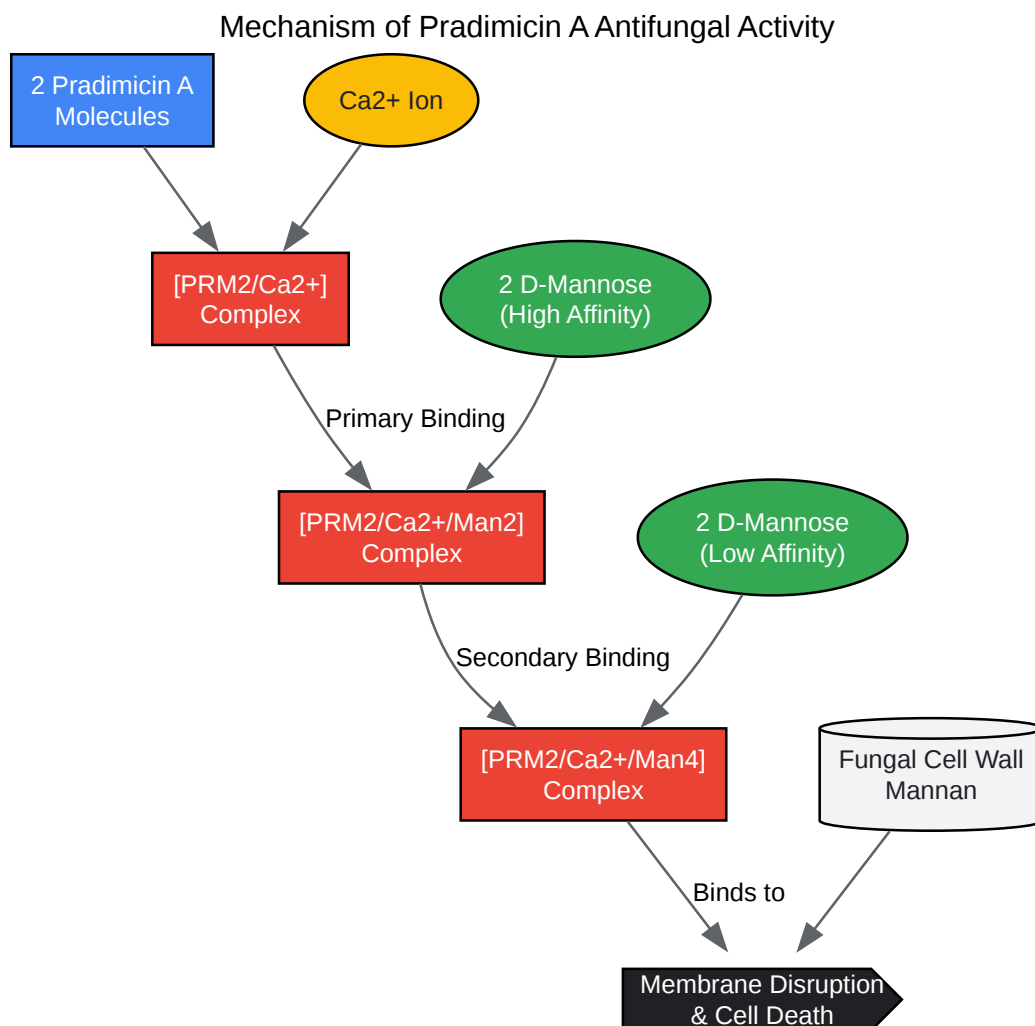 Mechanism of Pradimicin A Antifungal Activity
2 Pradimicin A
Molecules
Ca2+ Ion
[PRM2/Ca2+]
Complex
2 D-Mannose
(High Affinity)
Primary Binding
[PRM2/Ca2+/Man2]
Complex
2 D-Mannose
(Low Affinity)
Secondary Binding
[PRM2/Ca2+/Man4]
Complex
Fungal Cell Wall
Mannan
Binds to
Membrane Disruption
& Cell Death